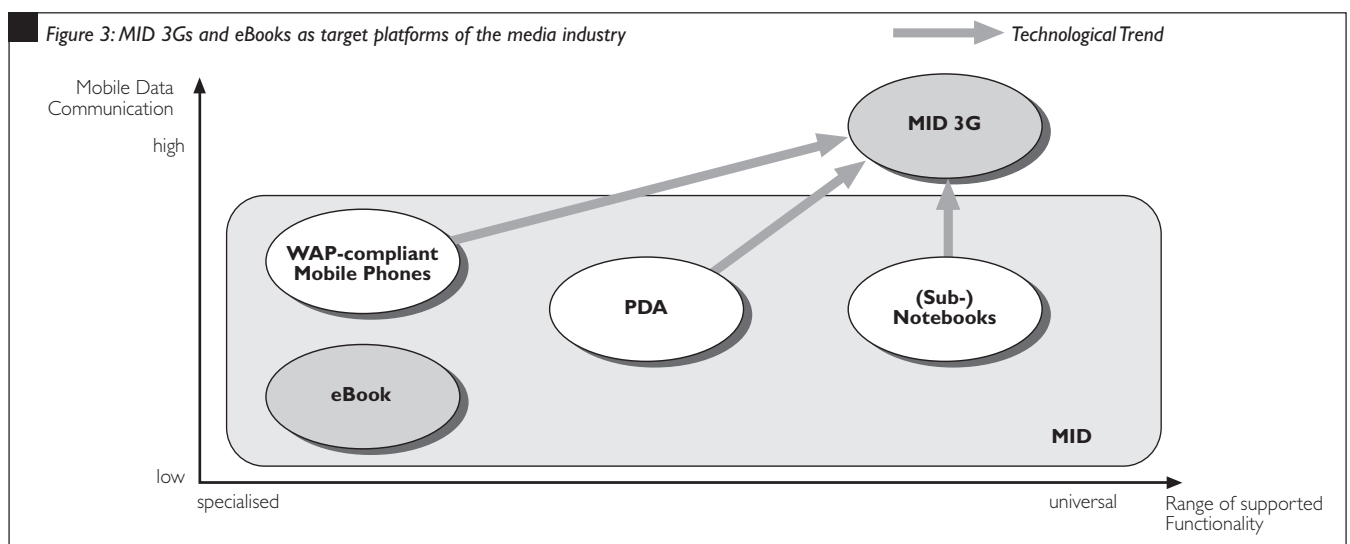 Figure 3: MID 3Gs and eBooks as target platforms of the media industry
Technological Trend
Mobile Data
Communication
high
MID 3G
WAP-compliant
Mobile Phones
PDA
(Sub-)
Notebooks
eBook
MID
low
specialised
universal
Range of supported
Functionality